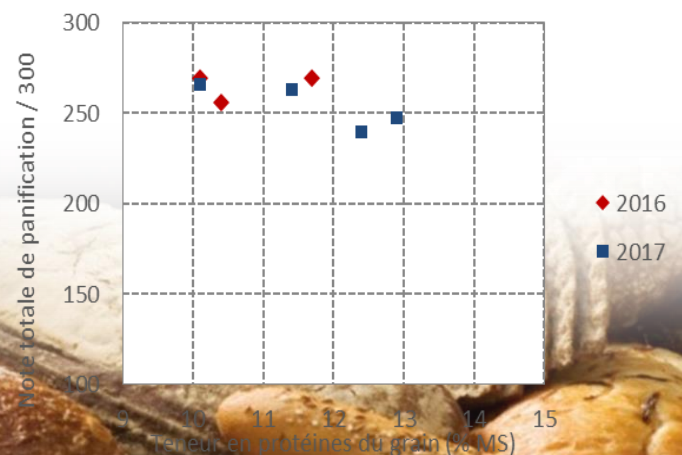 Note totale de panification / 300
300
250
200
150
100
9 10 11 12 13 14 15
Teneur en protéines du grain (% MS)
2016
2017